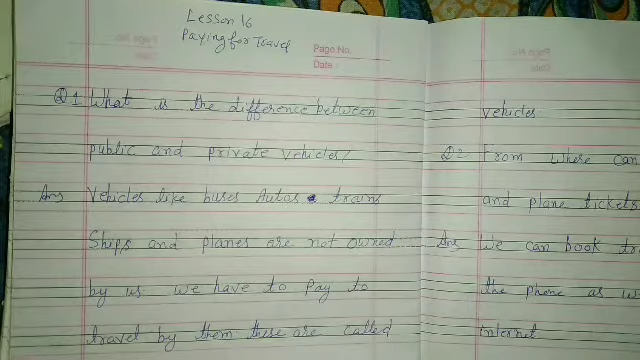 Lesson 16
Paying for Travel
Page No.
Date :
Q 1 What is the difference between
public and private vehicles?
Ans Vehicles like buses Autos trains
Ships and planes are not owned
by us we have to Pay to
travel by them these are called
vehicles
Q2 From where can
and plane tickets
Ans We can book
the phone as
internet